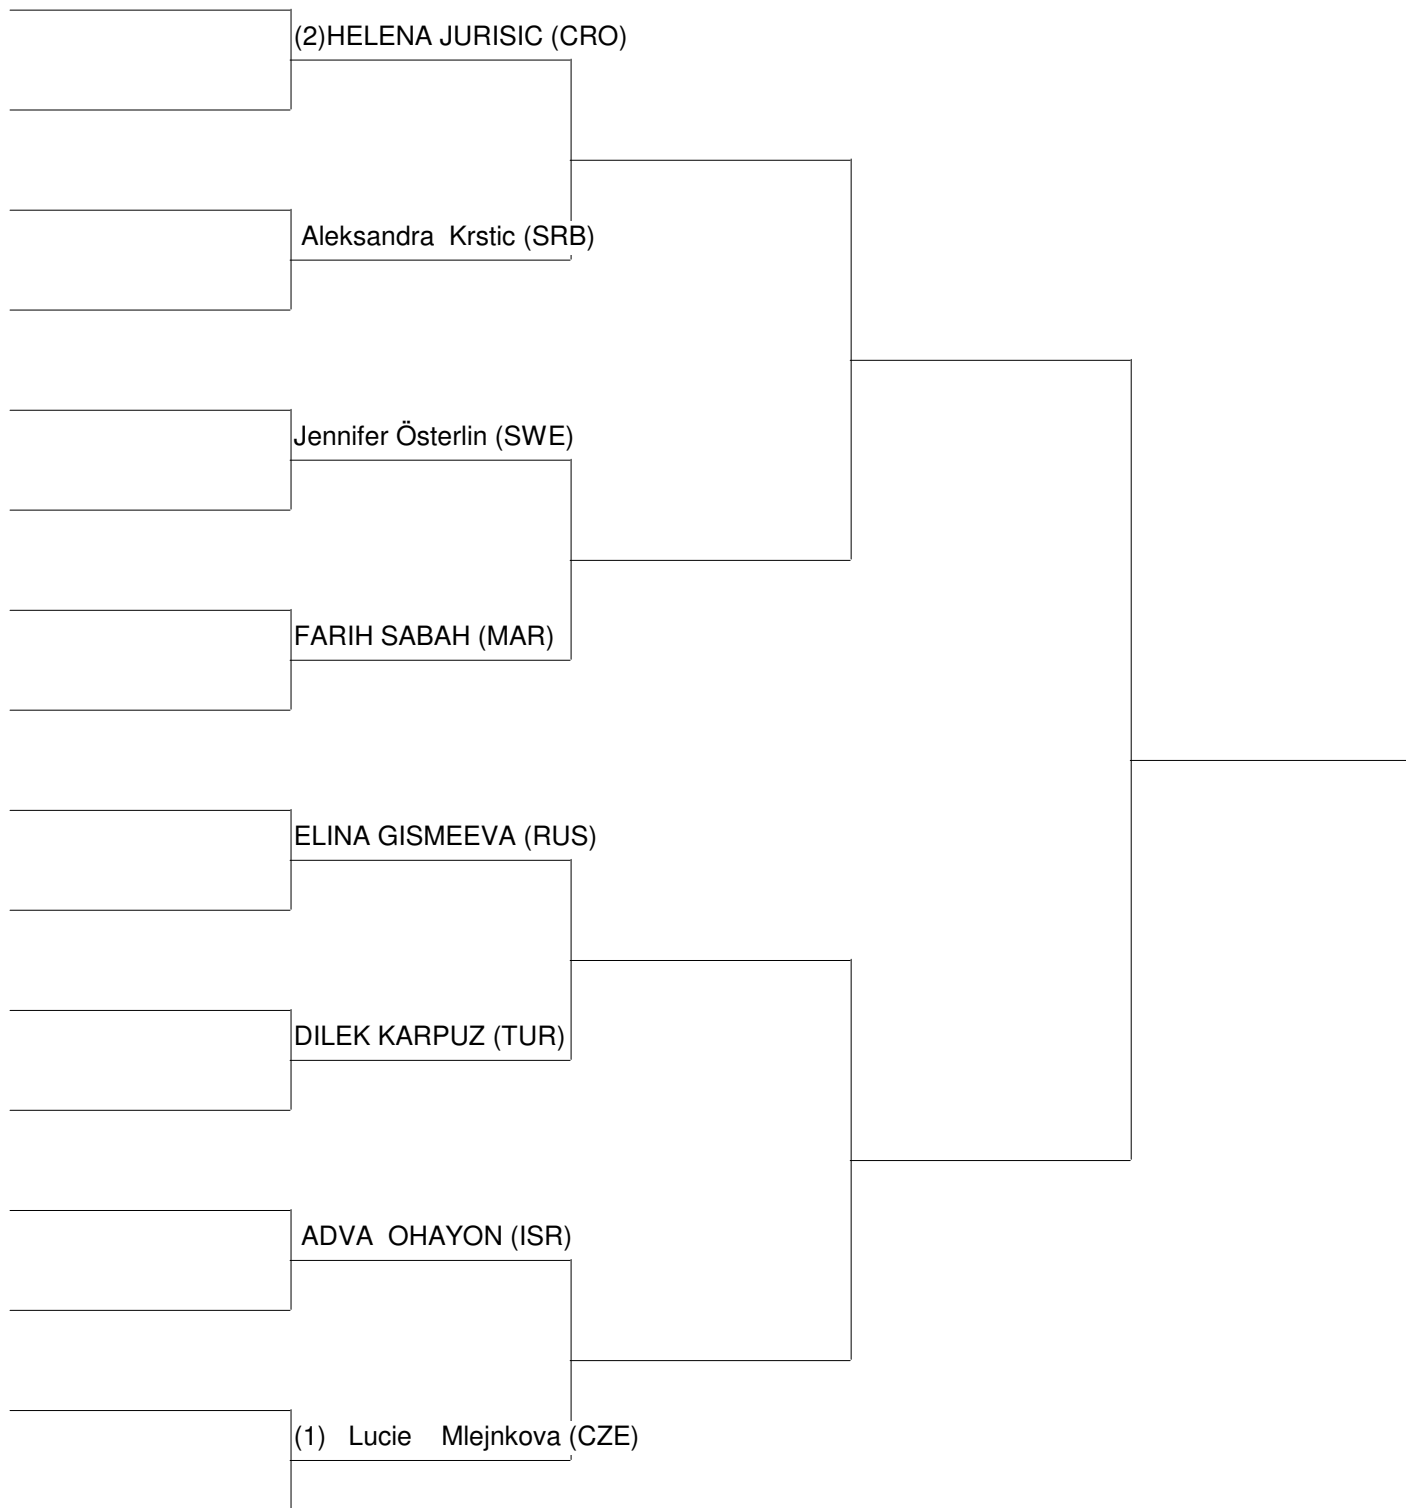 (2)HELENA JURISIC (CRO)
Aleksandra Krstic (SRB)
Jennifer Österlin (SWE)
FARIH SABAH (MAR)
ELINA GISMEEVA (RUS)
DILEK KARPUZ (TUR)
ADVA OHAYON (ISR)
(1) Lucie Mlejnkova (CZE)